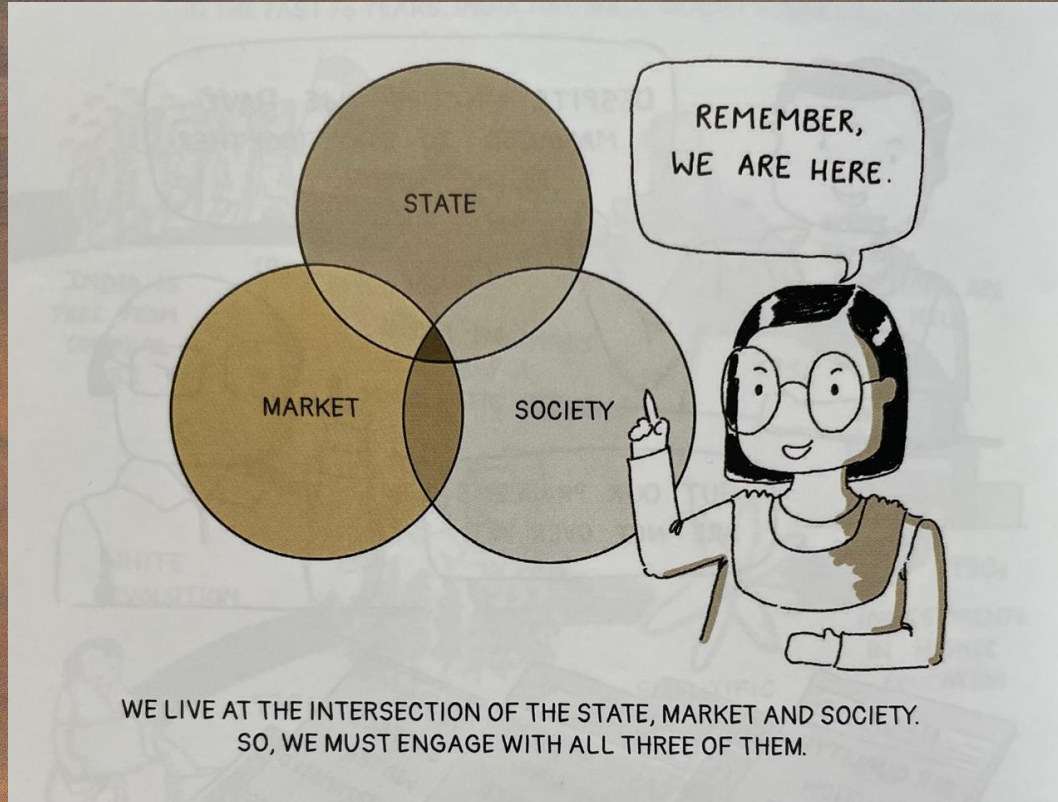 STATE
REMEMBER,
WE ARE HERE.
MARKET
SOCIETY
WE LIVE AT THE INTERSECTION OF THE STATE, MARKET AND SOCIETY.
SO, WE MUST ENGAGE WITH ALL THREE OF THEM.